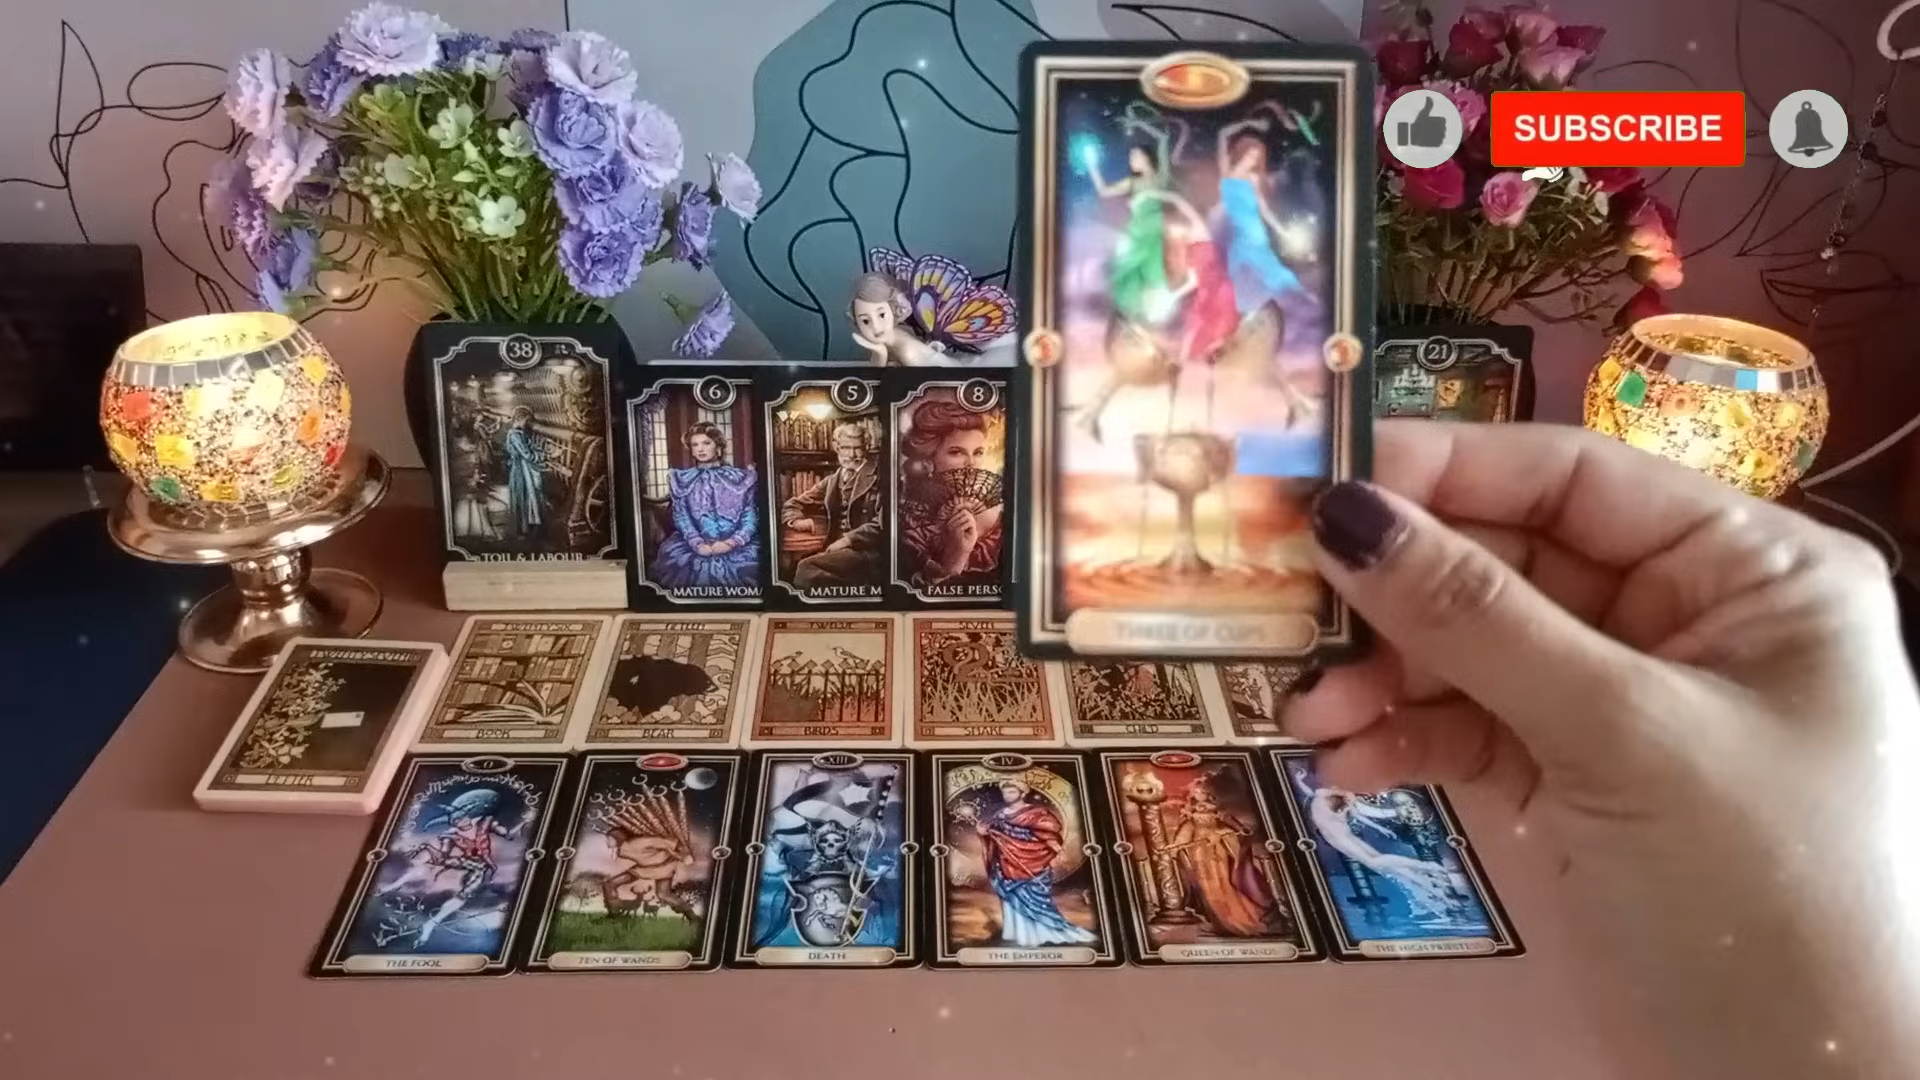 SUBSCRIBE
38
21
6
5
8
TOIL & LABOUR
MATURE WOMA
MATURE M
FALSE PERSO
THREE OF CUPS
TWELVE
SEVEN
LETTER
BOOK
BEAR
BIRDS
SNAKE
CHILD
0
XIII
IV
THE FOOL
TEN OF WANDS
DEATH
THE EMPEROR
QUEEN OF WANDS
THE HIGH PRIESTESS